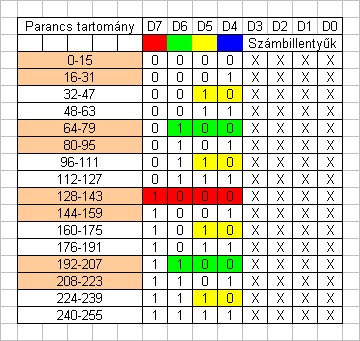 Parancs tartomány D7 D6 D5 D4 D3 D2 D1 D0
Számbillentyűk
0-15 0 0 0 0 X X X X
16-31 0 0 0 1 X X X X
32-47 0 0 1 0 X X X X
48-63 0 0 1 1 X X X X
64-79 0 1 0 0 X X X X
80-95 0 1 0 1 X X X X
96-111 0 1 1 0 X X X X
112-127 0 1 1 1 X X X X
128-143 1 0 0 0 X X X X
144-159 1 0 0 1 X X X X
160-175 1 0 1 0 X X X X
176-191 1 0 1 1 X X X X
192-207 1 1 0 0 X X X X
208-223 1 1 0 1 X X X X
224-239 1 1 1 0 X X X X
240-255 1 1 1 1 X X X X